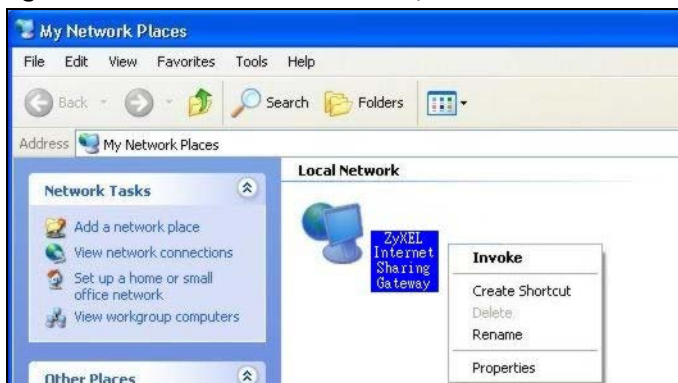 My Network Places
File Edit View Favorites Tools Help
Back Search Folders
Address My Network Places
Network Tasks
Add a network place
View network connections
Set up a home or small
office network
View workgroup computers
Other Places
Local Network
ZyXEL
Internet
Sharing
Gateway
Invoke
Create Shortcut
Delete
Rename
Properties